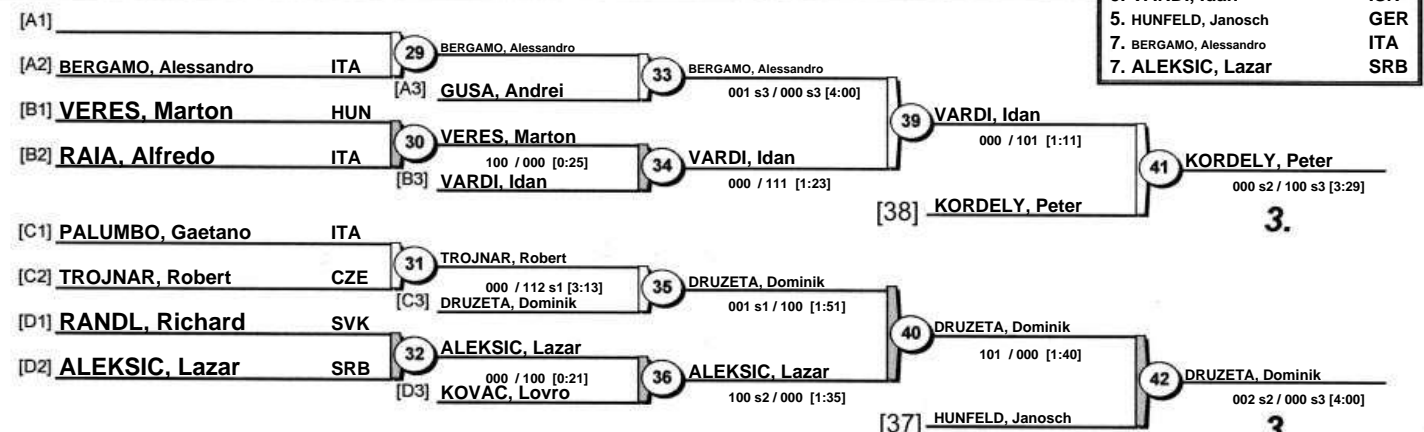 5. VARDI, Idan ISR
5. HUNFELD, Janosch GER
7. BERGAMO, Alessandro ITA
7. ALEKSIC, Lazar SRB
[A1]
29 BERGAMO, Alessandro
[A2] BERGAMO, Alessandro ITA
33 BERGAMO, Alessandro
[A3] GUSA, Andrei
001 s3 / 000 s3 [4:00]
[B1] VERES, Marton HUN
39 VARDI, Idan
30 VERES, Marton
000 / 101 [1:11]
[B2] RAIA, Alfredo ITA
100 / 000 [0:25]
34 VARDI, Idan
41 KORDELY, Peter
[B3] VARDI, Idan
000 / 111 [1:23]
000 s2 / 100 s3 [3:29]
[38] KORDELY, Peter
3.
[C1] PALUMBO, Gaetano ITA
31 TROJNAR, Robert
[C2] TROJNAR, Robert CZE
000 / 112 s1 [3:13]
35 DRUZETA, Dominik
[C3] DRUZETA, Dominik
001 s1 / 100 [1:51]
[D1] RANDL, Richard SVK
40 DRUZETA, Dominik
32 ALEKSIC, Lazar
101 / 000 [1:40]
[D2] ALEKSIC, Lazar SRB
000 / 100 [0:21]
36 ALEKSIC, Lazar
42 DRUZETA, Dominik
[D3] KOVAC, Lovro
100 s2 / 000 [1:35]
002 s2 / 000 s3 [4:00]
[37] HUNFELD, Janosch
3.